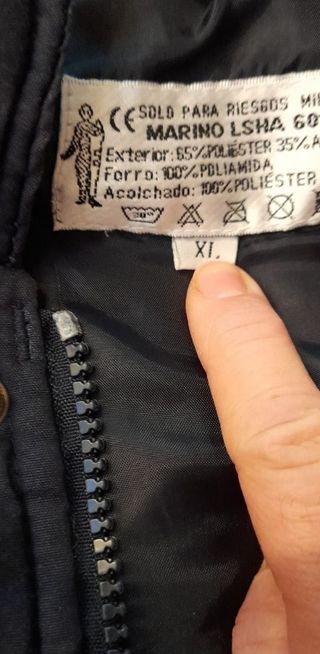 CE SOLO PARA RIESGOS
MARINO LSHA
Exterior: 65%POLIÉSTER 35%
Forro: 100%POLIAMIDA
Acolchado: 100%POLIÉSTER
30°
XL